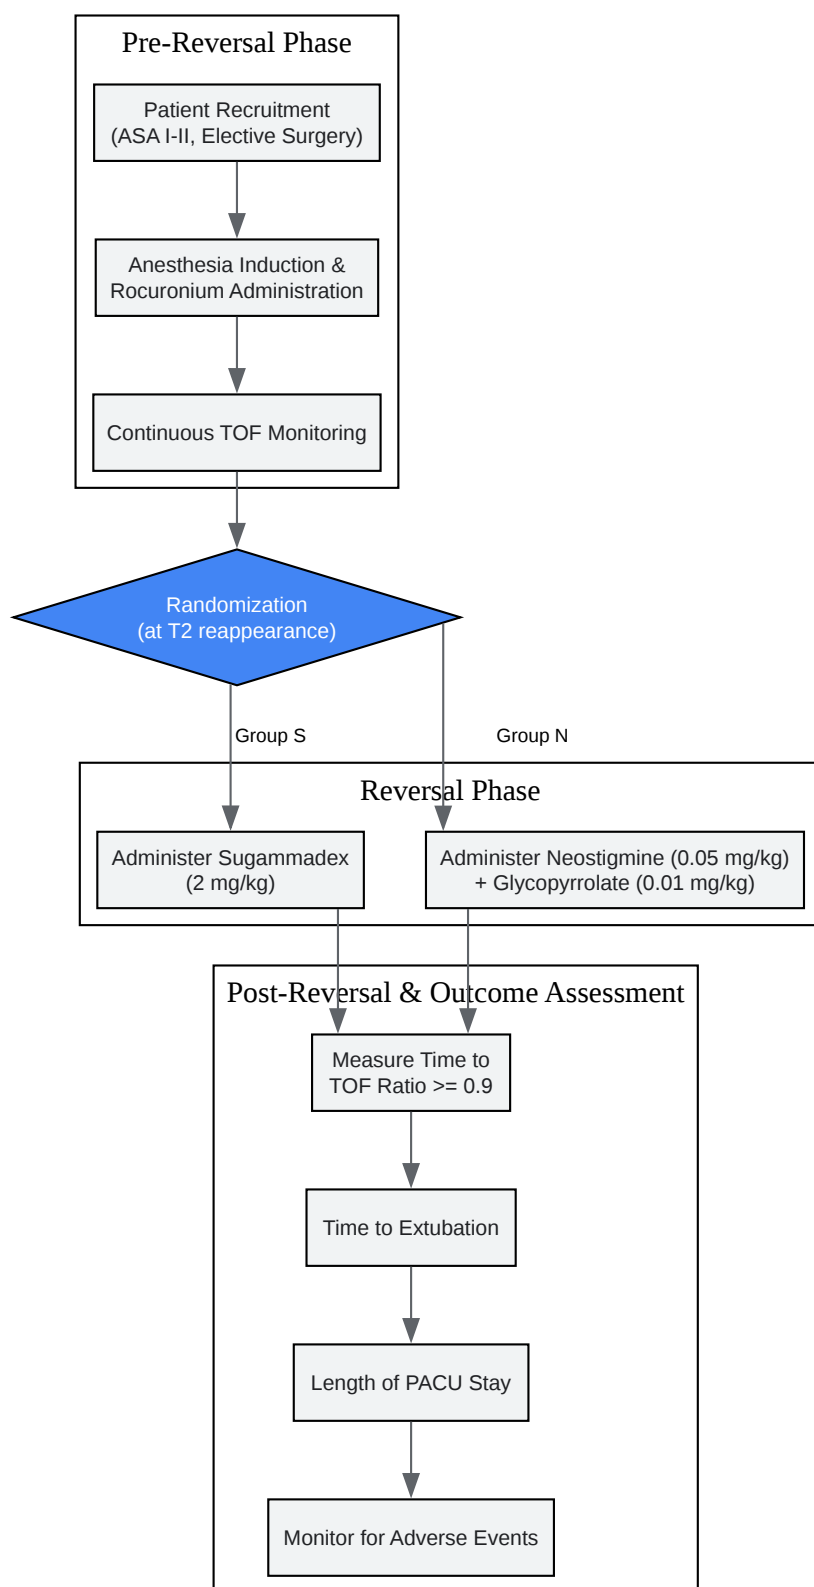 Pre-Reversal Phase
Patient Recruitment
(ASA I-II, Elective Surgery)
Anesthesia Induction &
Rocuronium Administration
Continuous TOF Monitoring
Randomization
(at T2 reappearance)
Group S
Group N
Reversal Phase
Administer Sugammadex
(2 mg/kg)
Administer Neostigmine (0.05 mg/kg)
+ Glycopyrrolate (0.01 mg/kg)
Post-Reversal & Outcome Assessment
Measure Time to
TOF Ratio >= 0.9
Time to Extubation
Length of PACU Stay
Monitor for Adverse Events